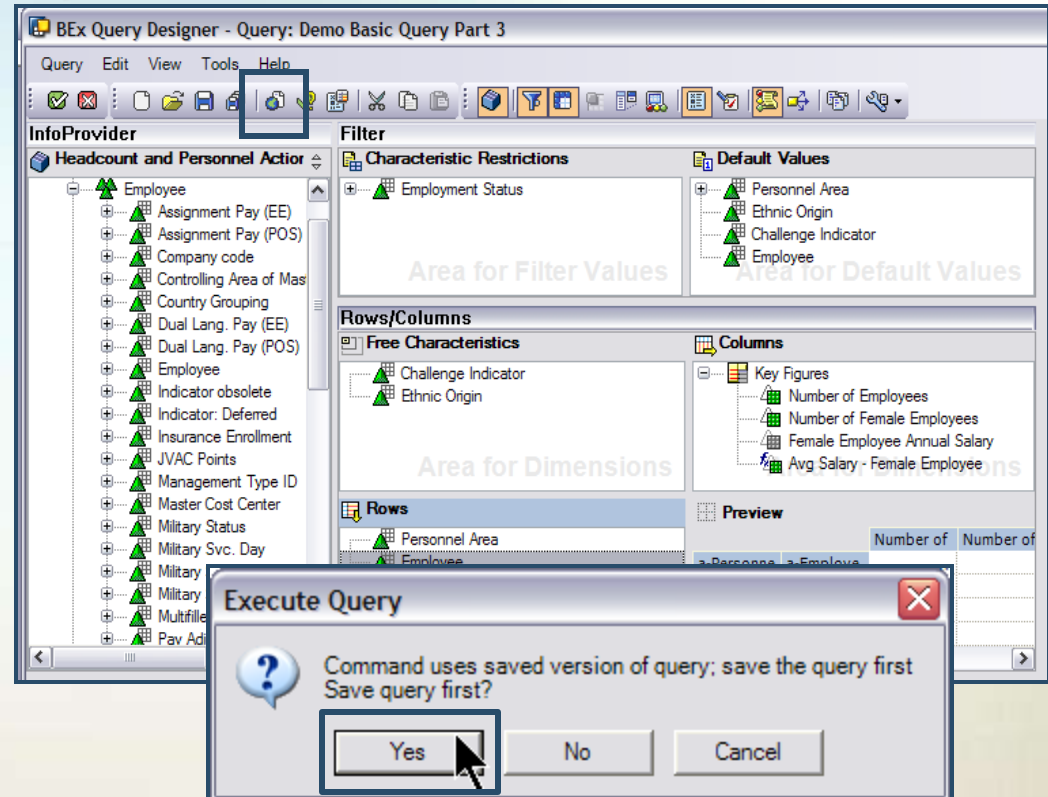 BEx Query Designer - Query: Demo Basic Query Part 3
Query Edit View Tools Help
InfoProvider
Headcount and Personnel Action
Employee
Assignment Pay (EE)
Assignment Pay (POS)
Company code
Controlling Area of Mas
Country Grouping
Dual Lang. Pay (EE)
Dual Lang. Pay (POS)
Employee
Indicator obsolete
Indicator: Deferred
Insurance Enrollment
JVAC Points
Management Type ID
Master Cost Center
Military Status
Military Svc. Day
Military
Military
Multifille
Pay Adj
Filter
Characteristic Restrictions
Employment Status
Area for Filter Values
Default Values
Personnel Area
Ethnic Origin
Challenge Indicator
Employee
Area for Default Values
Rows/Columns
Free Characteristics
Challenge Indicator
Ethnic Origin
Area for Dimensions
Columns
Key Figures
Number of Employees
Number of Female Employees
Female Employee Annual Salary
Avg Salary - Female Employee
Rows
Personnel Area
Employee
Preview
Number of Number of
a-Personne a-Employe
Execute Query
Command uses saved version of query; save the query first
Save query first?
Yes No Cancel